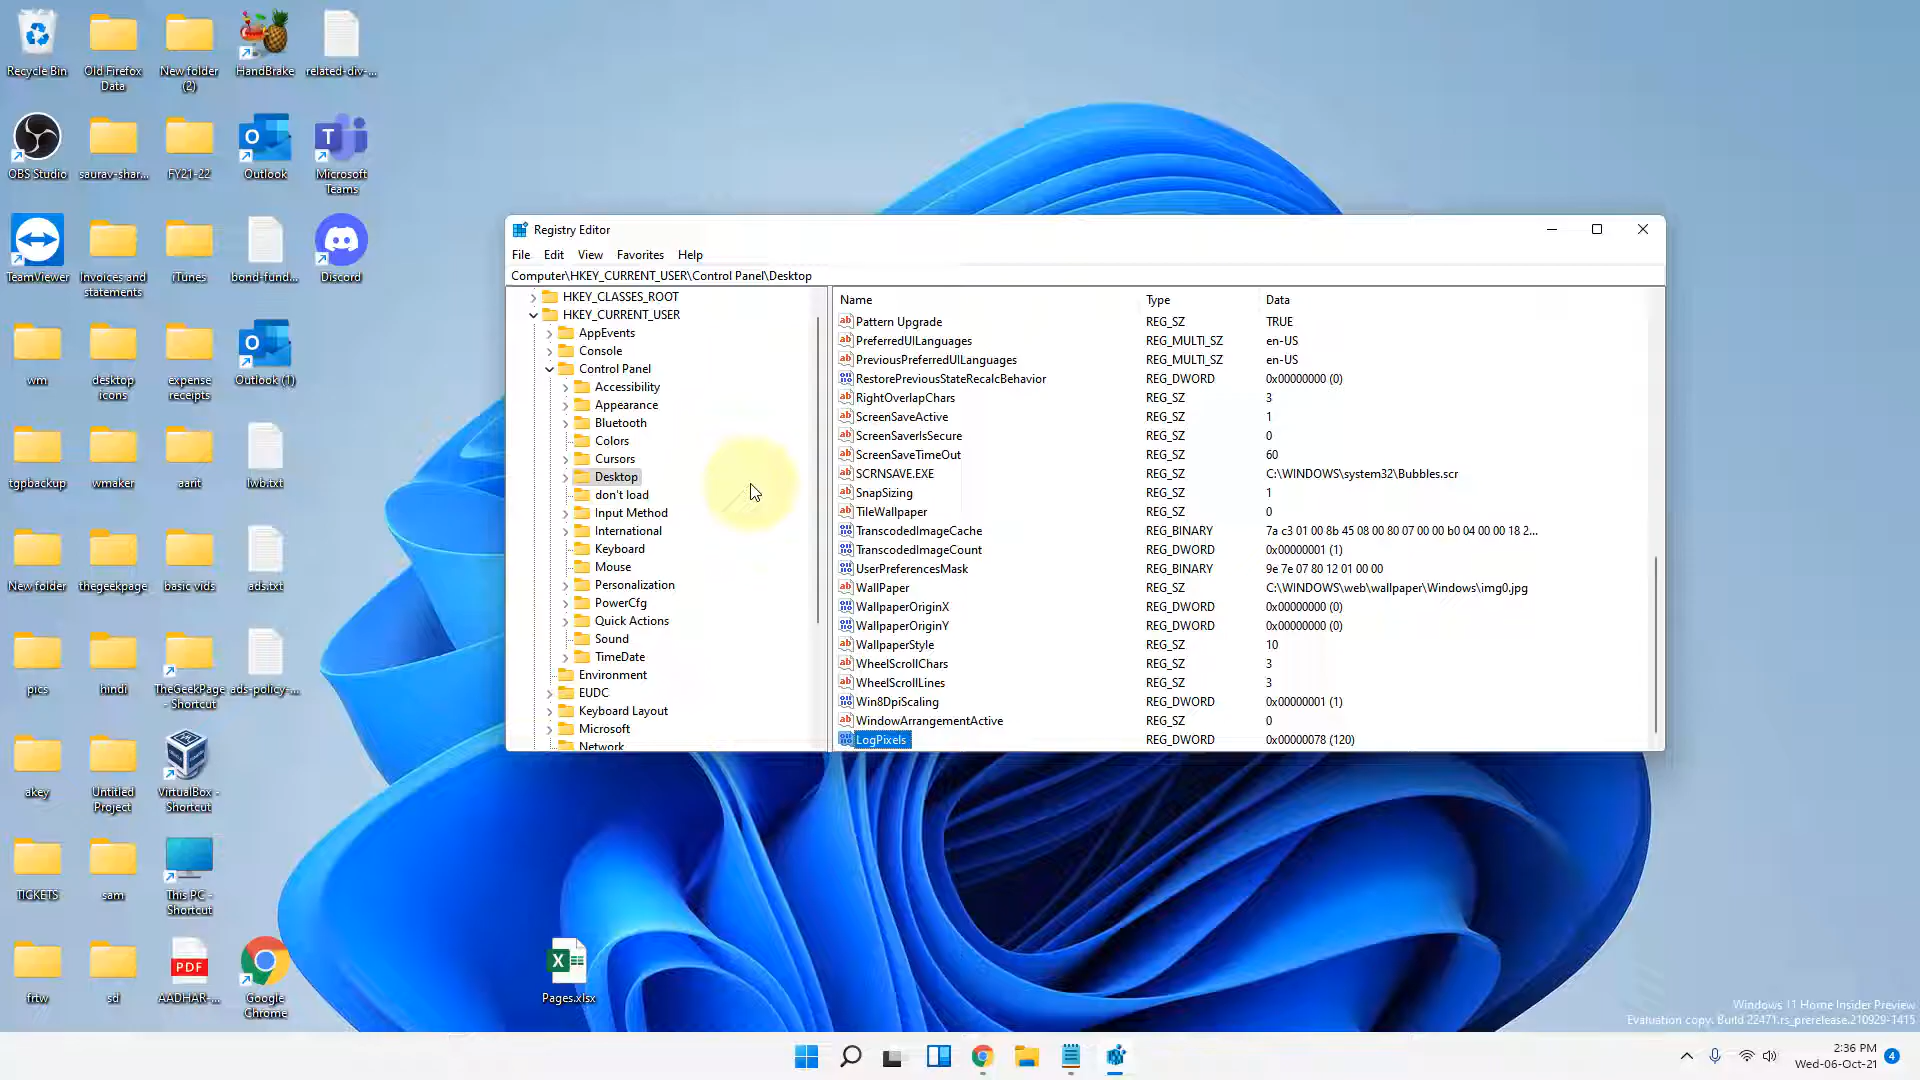 Recycle Bin
Old Firefox
Data
New folder
(2)
HandBrake
related-div-...
OBS Studio
saurav-shar...
FY21-22
Outlook
Microsoft
Teams
TeamViewer
Invoices and
statements
iTunes
bond-fund...
Discord
wm
desktop
icons
expense
receipts
Outlook (1)
tgpbackup
wmaker
aarit
lwb.txt
New folder
thegeekpage
basic vids
ads.txt
pics
hindi
TheGeekPage
- Shortcut
ads-policy-...
akey
Untitled
Project
VirtualBox -
Shortcut
TICKETS
sam
This PC -
Shortcut
frtw
sd
PDF
AADHAR-...
Google
Chrome
Pages.xlsx
Registry Editor
File Edit View Favorites Help
Computer\HKEY_CURRENT_USER\Control Panel\Desktop
HKEY_CLASSES_ROOT
HKEY_CURRENT_USER
AppEvents
Console
Control Panel
Accessibility
Appearance
Bluetooth
Colors
Cursors
Desktop
don't load
Input Method
International
Keyboard
Mouse
Personalization
PowerCfg
Quick Actions
Sound
TimeDate
Environment
EUDC
Keyboard Layout
Microsoft
Network
Name Type Data
Pattern Upgrade REG_SZ TRUE
PreferredUILanguages REG_MULTI_SZ en-US
PreviousPreferredUILanguages REG_MULTI_SZ en-US
RestorePreviousStateRecalcBehavior REG_DWORD 0x00000000 (0)
RightOverlapChars REG_SZ 3
ScreenSaveActive REG_SZ 1
ScreenSaverIsSecure REG_SZ 0
ScreenSaveTimeOut REG_SZ 60
SCRNSAVE.EXE REG_SZ C:\WINDOWS\system32\Bubbles.scr
SnapSizing REG_SZ 1
TileWallpaper REG_SZ 0
TranscodedImageCache REG_BINARY 7a c3 01 00 8b 45 08 00 80 07 00 00 b0 04 00 00 18 2...
TranscodedImageCount REG_DWORD 0x00000001 (1)
UserPreferencesMask REG_BINARY 9e 7e 07 80 12 01 00 00
WallPaper REG_SZ C:\WINDOWS\web\wallpaper\Windows\img0.jpg
WallpaperOriginX REG_DWORD 0x00000000 (0)
WallpaperOriginY REG_DWORD 0x00000000 (0)
WallpaperStyle REG_SZ 10
WheelScrollChars REG_SZ 3
WheelScrollLines REG_SZ 3
Win8DpiScaling REG_DWORD 0x00000001 (1)
WindowArrangementActive REG_SZ 0
LogPixels REG_DWORD 0x00000078 (120)
Windows 11 Home Insider Preview
Evaluation copy. Build 22471.rs_prerelease.210929-1415
2:36 PM
Wed-06-Oct-21
4